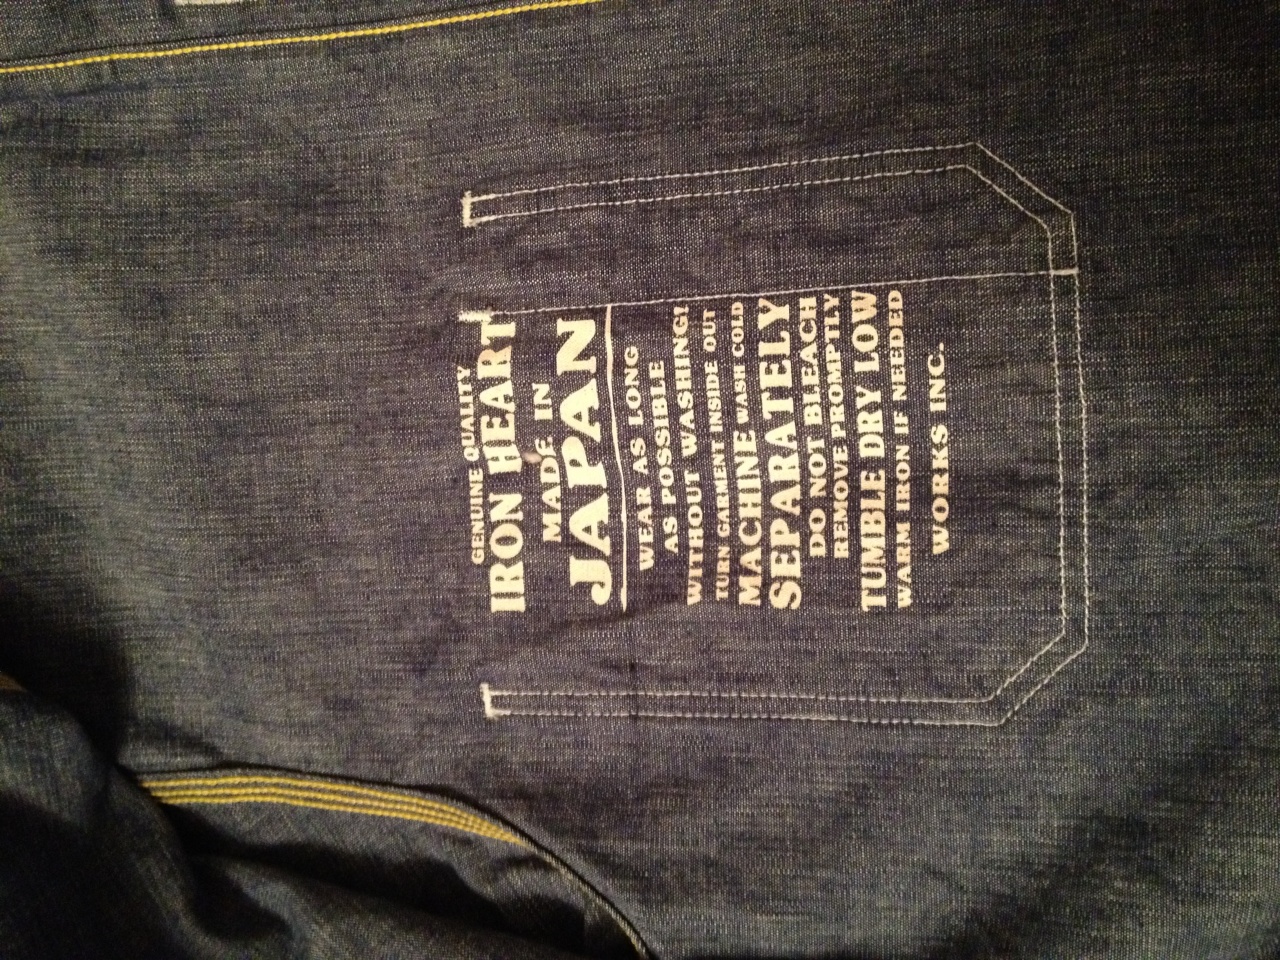 GENUINE QUALITY
IRON HEART
MADE IN
JAPAN
WEAR AS LONG
AS POSSIBLE
WITHOUT WASHING!
TURN GARMENT INSIDE OUT
MACHINE WASH COLD
SEPARATELY
DO NOT BLEACH
REMOVE PROMPTLY
TUMBLE DRY LOW
WARM IRON IF NEEDED
WORKS INC.